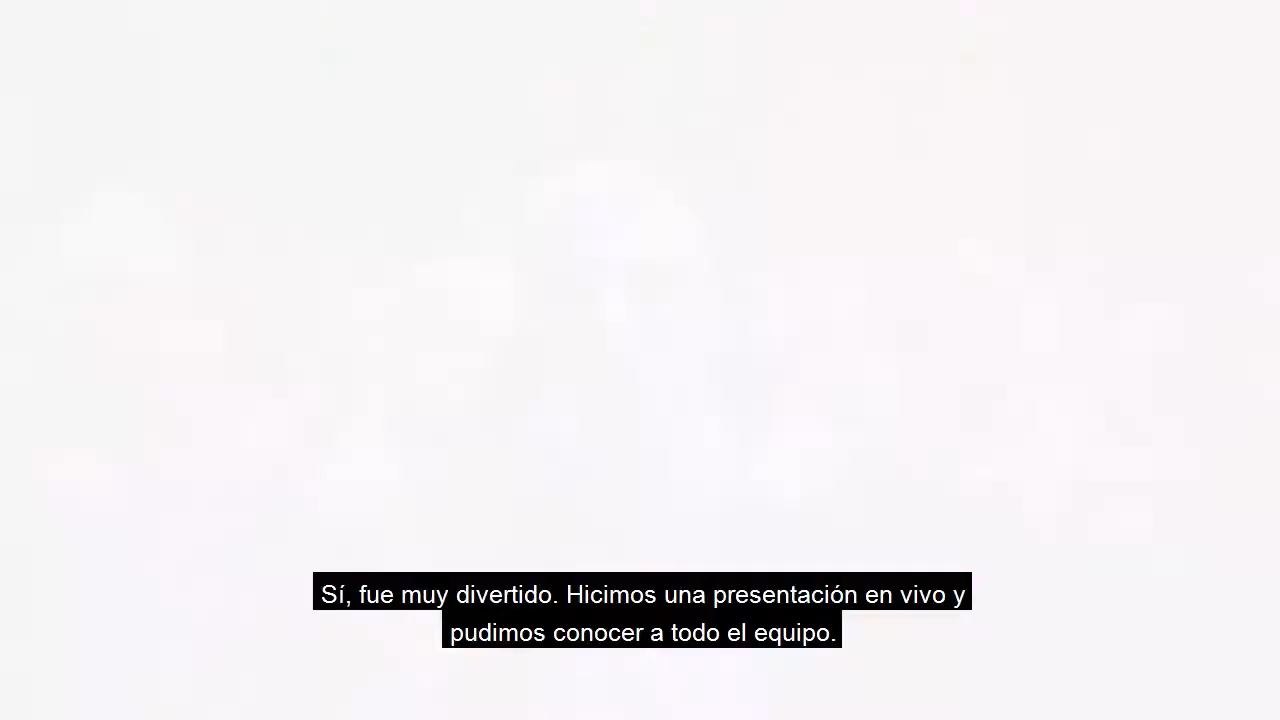 Sí, fue muy divertido. Hicimos una presentación en vivo y
pudimos conocer a todo el equipo.